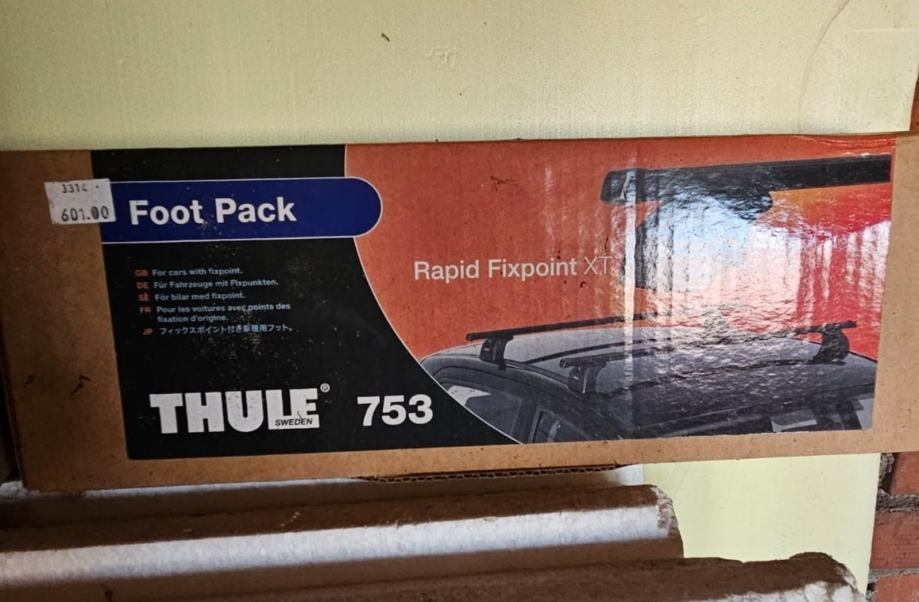 3314
601.00
Foot Pack
Rapid Fixpoint XT
GB For cars with fixpoint.
DE Für Fahrzeuge mit Fixpunkten.
SE För bilar med fixpoint.
FR Pour les voitures avec points des
fixation d'origine.
JP フィックスポイント付き車種用フット。
THULE®
SWEDEN
753